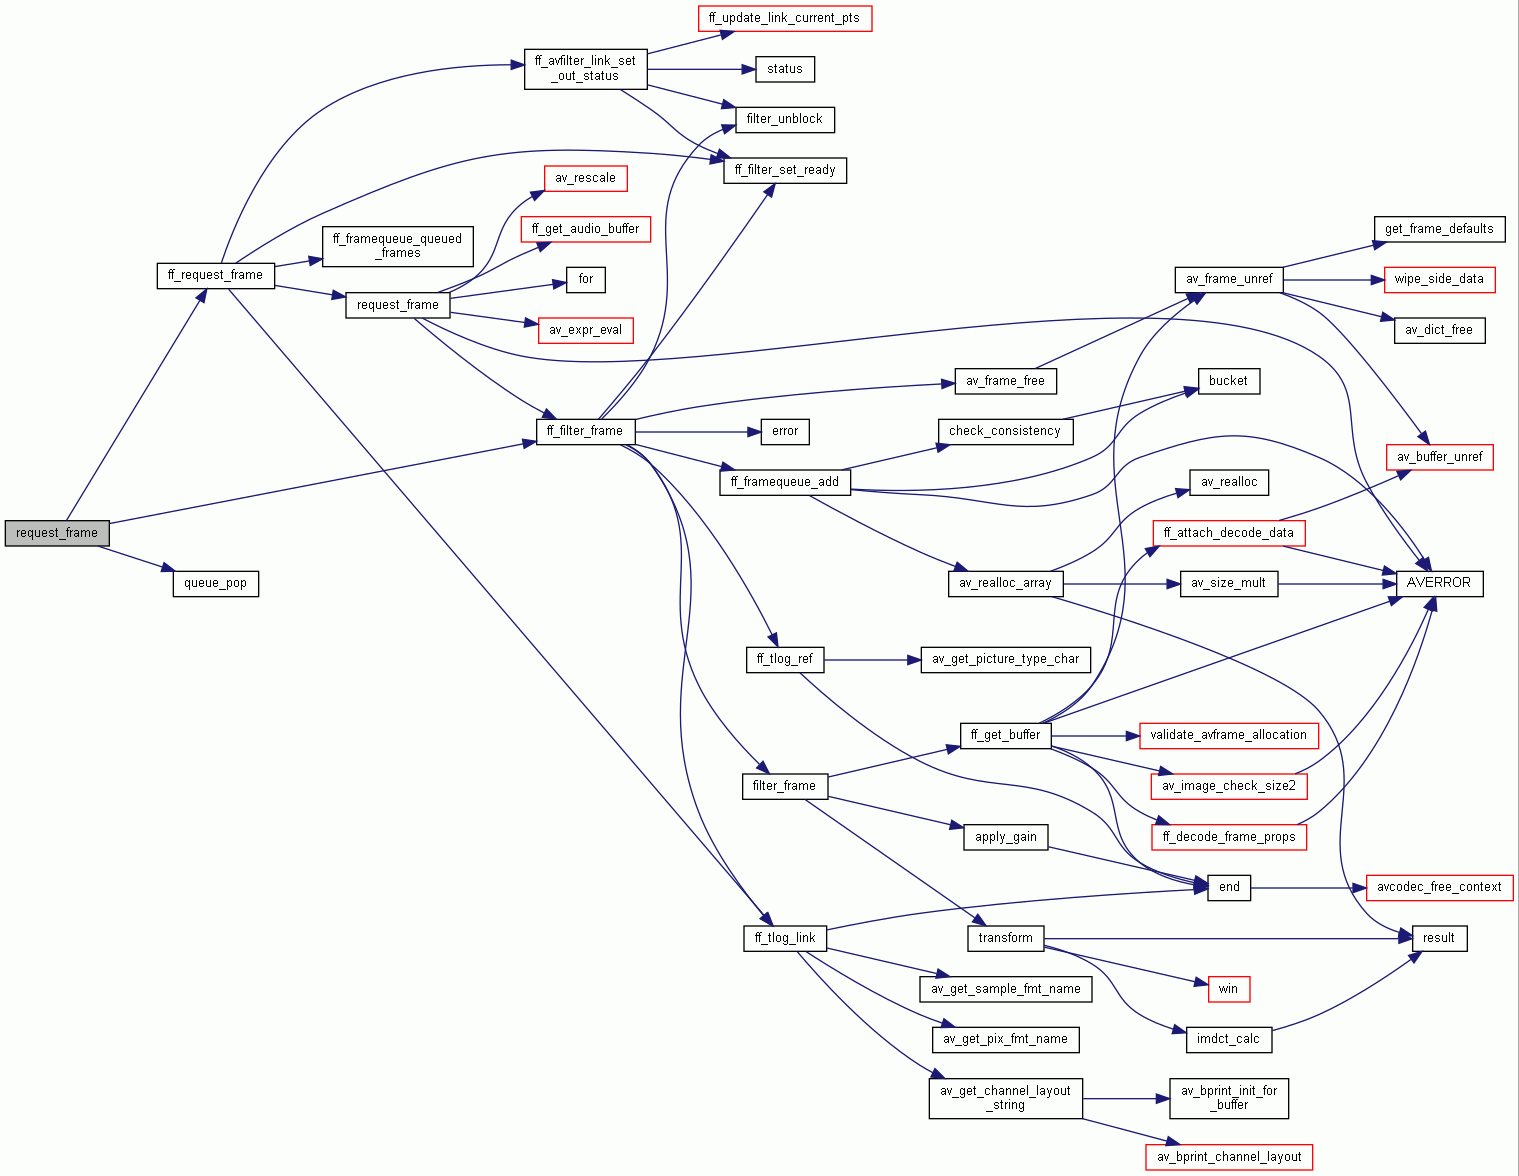 ff_update_link_current_pts
ff_avfilter_link_set
_out_status
status
filter_unblock
ff_filter_set_ready
av_rescale
ff_get_audio_buffer
ff_framequeue_queued
_frames
ff_request_frame
for
request_frame
av_expr_eval
get_frame_defaults
av_frame_unref
wipe_side_data
av_dict_free
av_frame_free
bucket
ff_filter_frame
error
check_consistency
av_buffer_unref
ff_framequeue_add
av_realloc
request_frame
ff_attach_decode_data
queue_pop
av_realloc_array
av_size_mult
AVERROR
ff_tlog_ref
av_get_picture_type_char
ff_get_buffer
validate_avframe_allocation
filter_frame
av_image_check_size2
apply_gain
ff_decode_frame_props
end
avcodec_free_context
ff_tlog_link
transform
result
av_get_sample_fmt_name
win
av_get_pix_fmt_name
imdct_calc
av_get_channel_layout
_string
av_bprint_init_for
_buffer
av_bprint_channel_layout